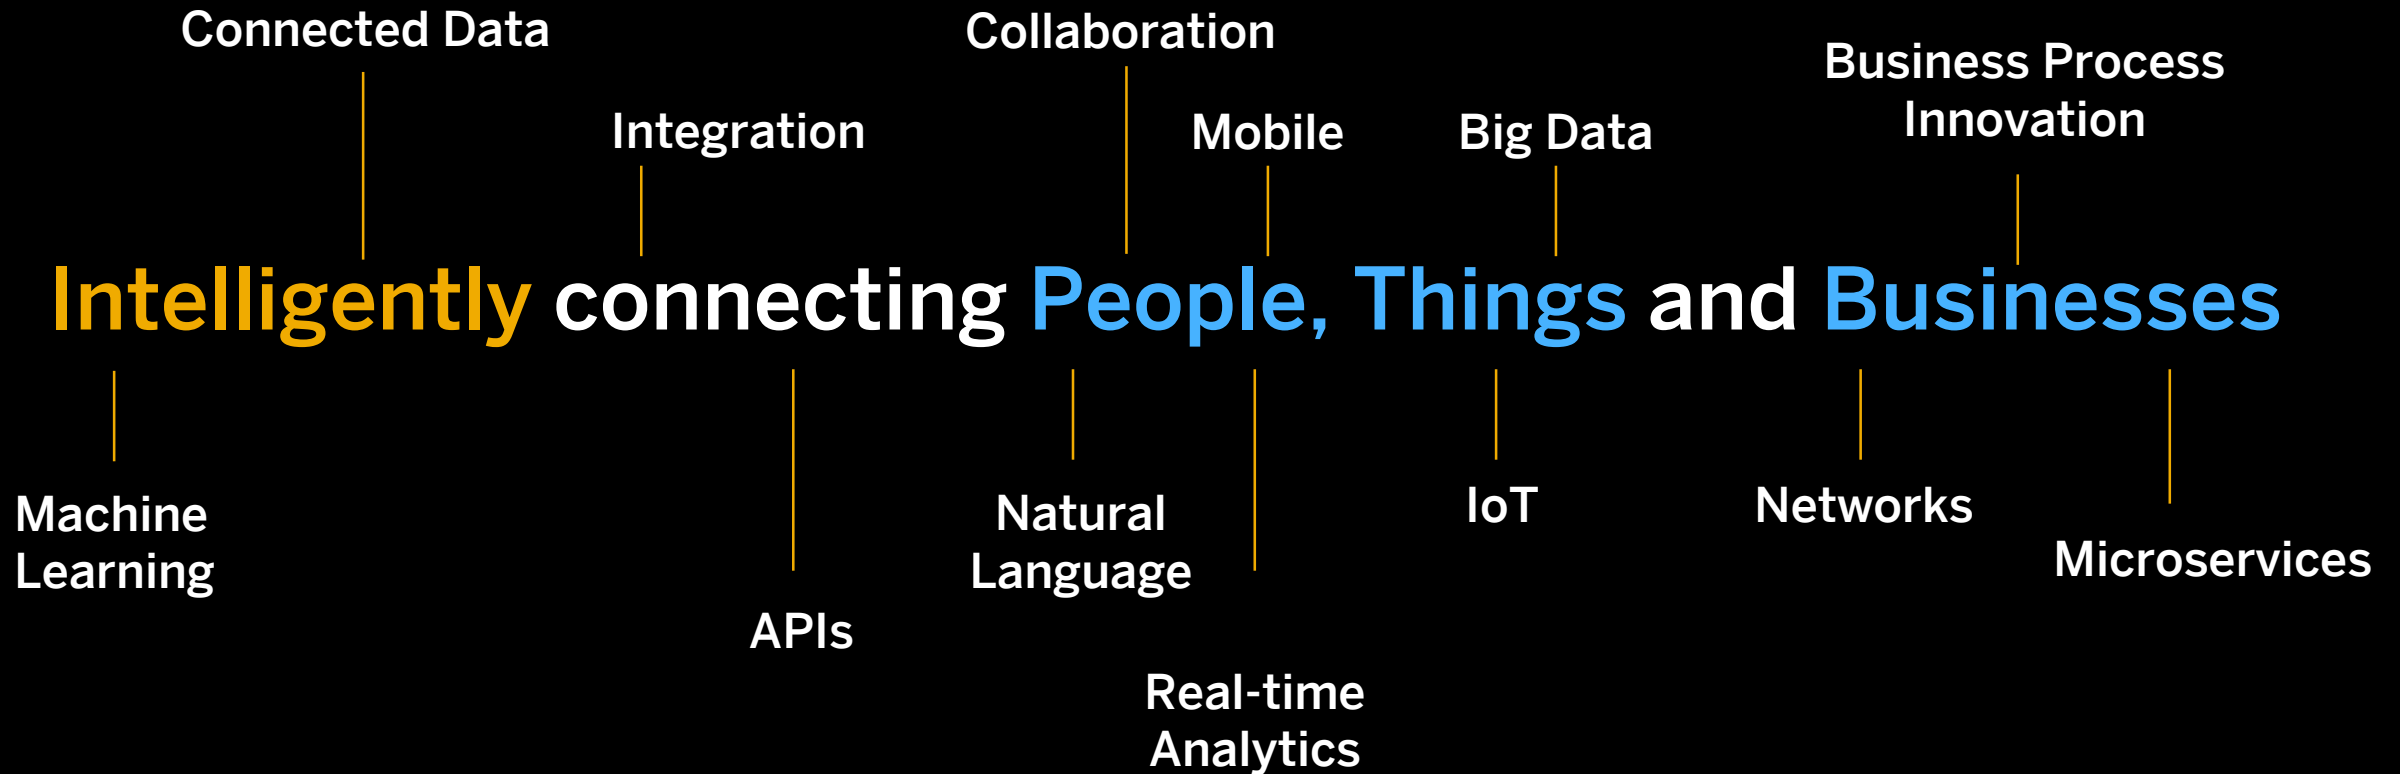 Connected Data
Collaboration
Business Process
Innovation
Integration
Mobile
Big Data
Intelligently connecting People, Things and Businesses
Machine
Learning
Natural
Language
IoT
Networks
Microservices
APIs
Real-time
Analytics